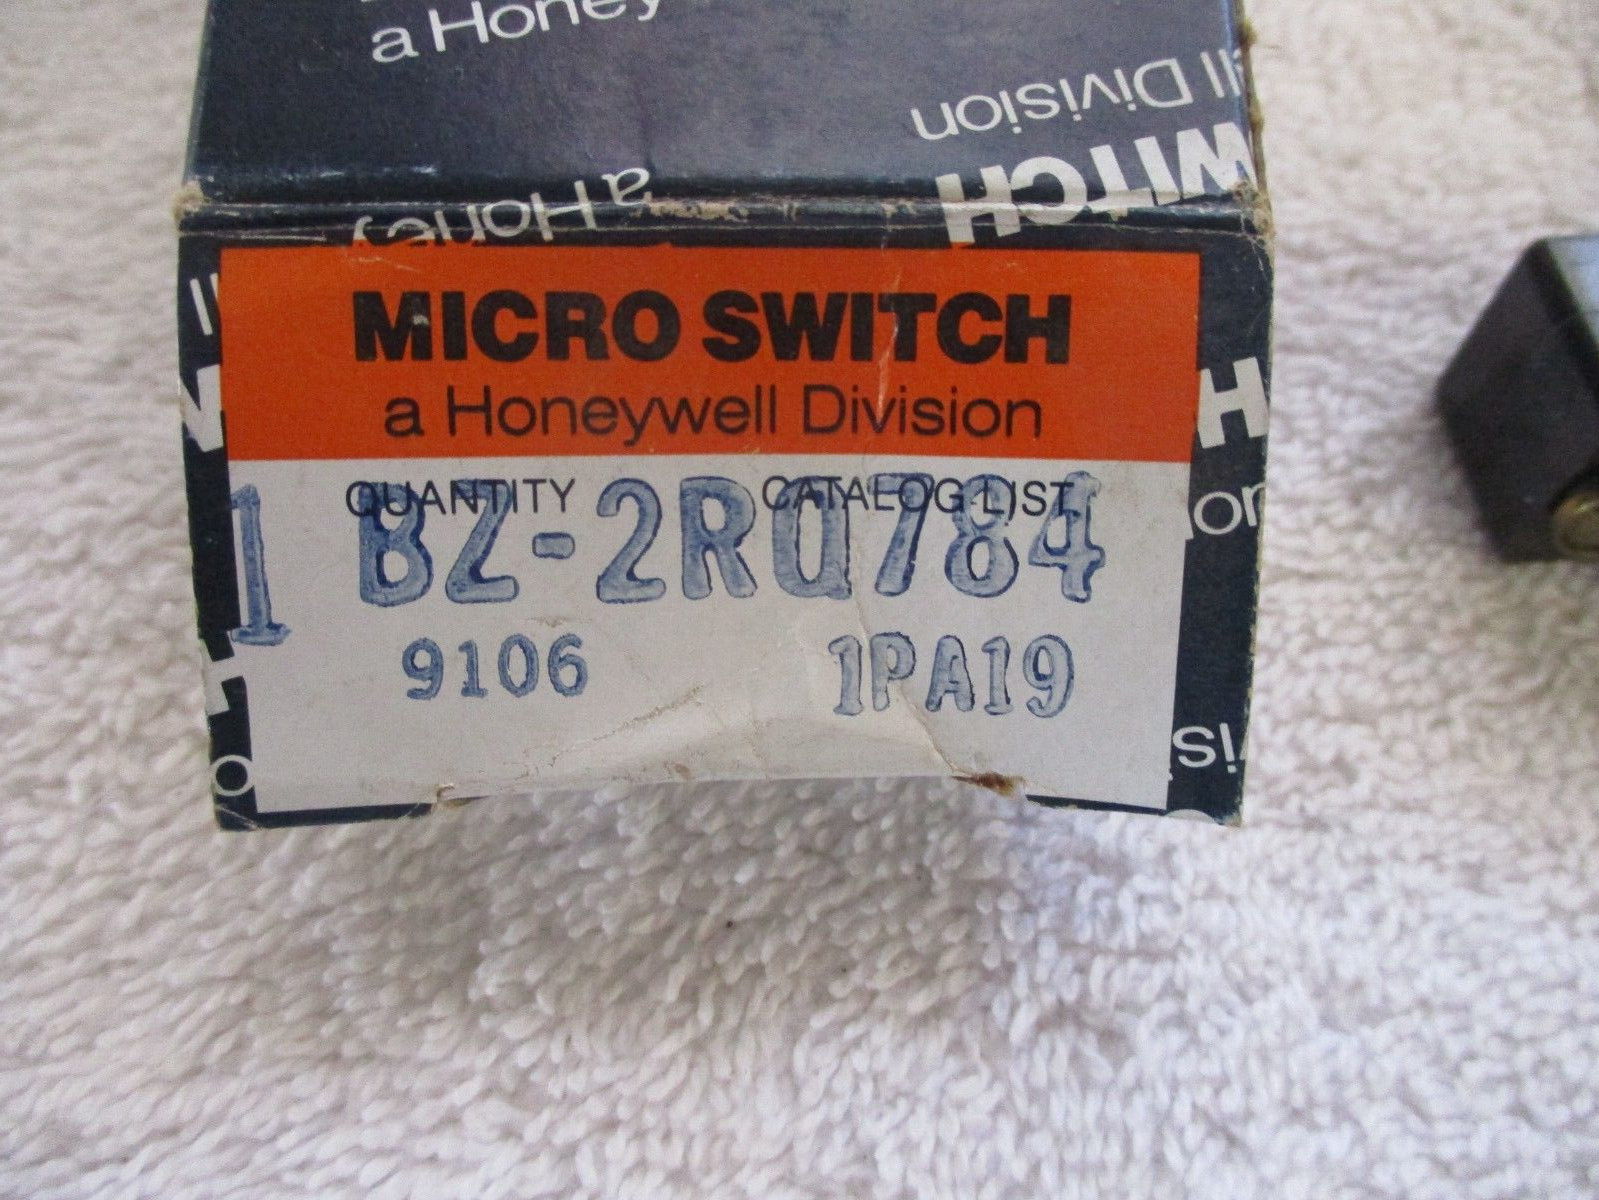 a Honey
ll Division
WITCH
a Honey
MICRO SWITCH
a Honeywell Division
QUANTITY CATALOG LIST
1 BZ-2RQ784
9106 1PA19